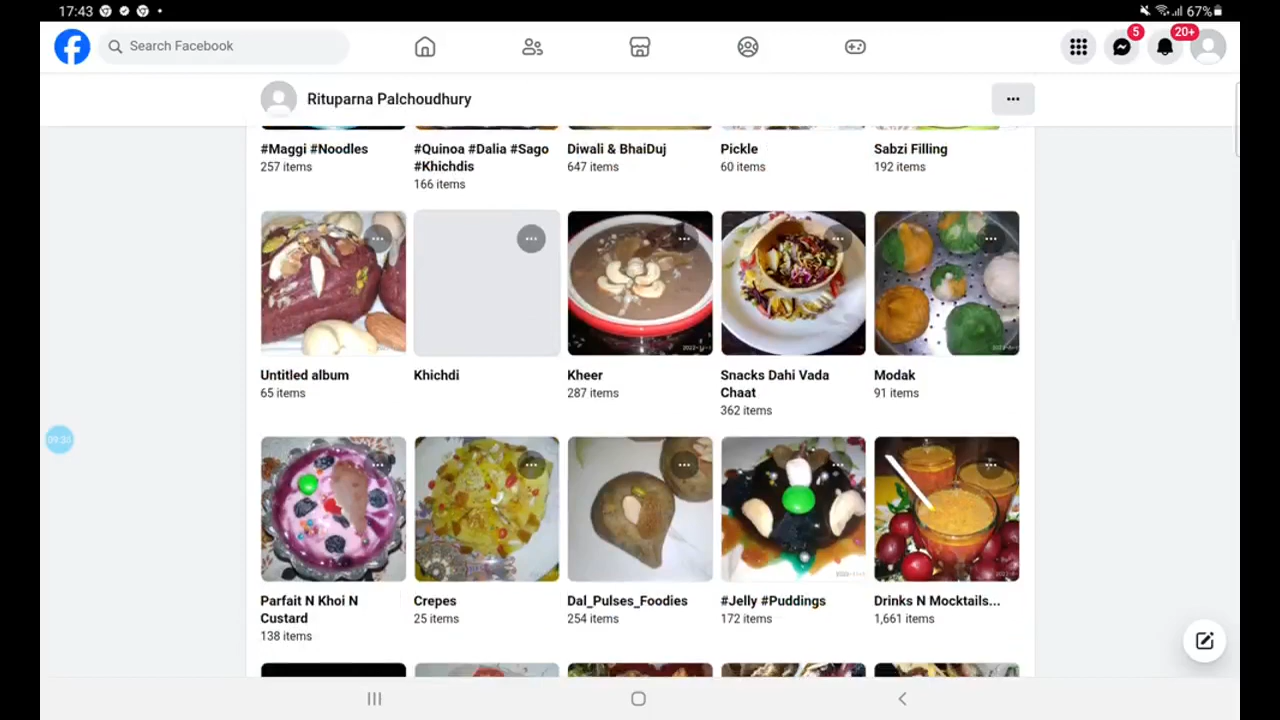 17:43
67%
Search Facebook
5
20+
Rituparna Palchoudhury
#Maggi #Noodles
257 items
#Quinoa #Dalia #Sago
#Khichdis
166 items
Diwali & BhaiDuj
647 items
Pickle
60 items
Sabzi Filling
192 items
Untitled album
65 items
Khichdi
Kheer
287 items
Snacks Dahi Vada
Chaat
362 items
Modak
91 items
09:34
Parfait N Khoi N
Custard
138 items
Crepes
25 items
Dal_Pulses_Foodies
254 items
#Jelly #Puddings
172 items
Drinks N Mocktails...
1,661 items